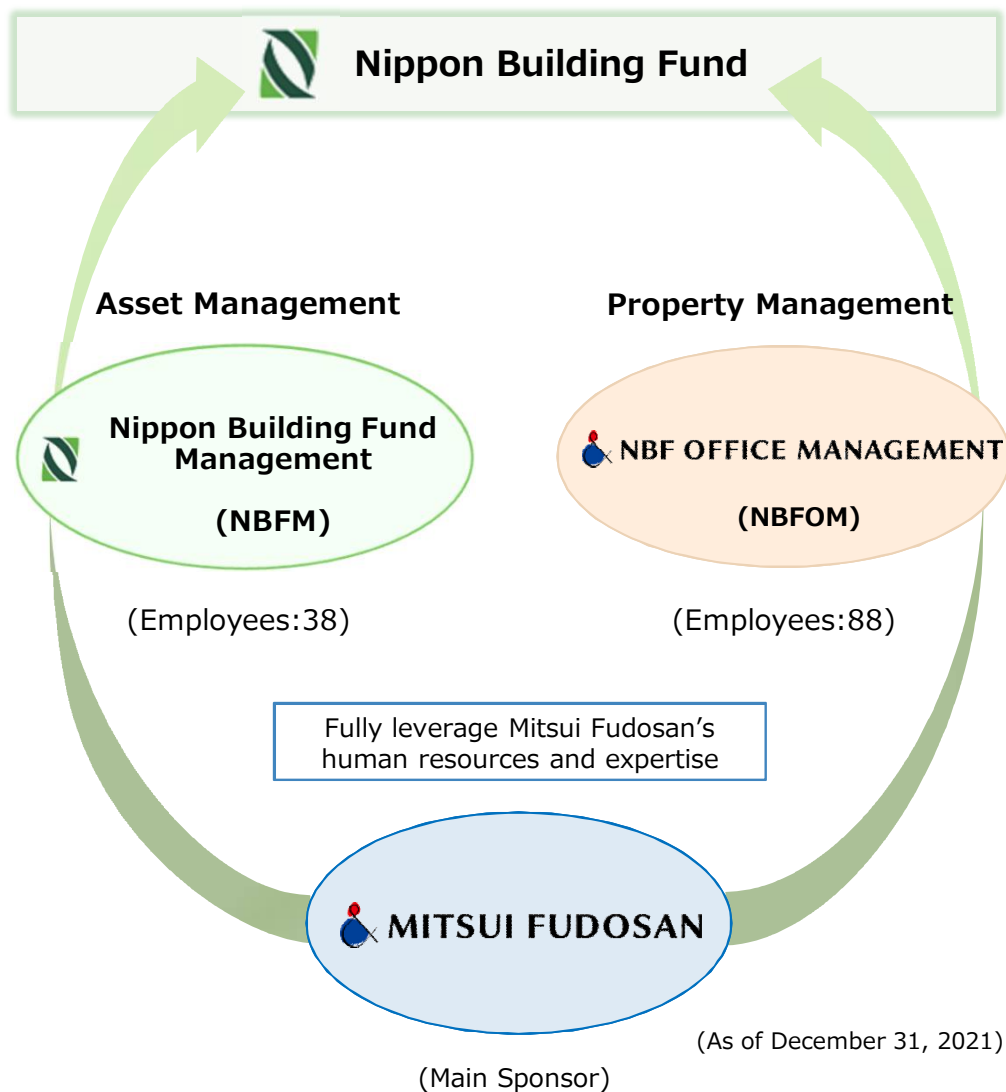 Nippon Building Fund
Asset Management
Nippon Building Fund
Management
(NBFM)
(Employees:38)
Property Management
NBF OFFICE MANAGEMENT
(NBFOM)
(Employees:88)
Fully leverage Mitsui Fudosan’s
human resources and expertise
MITSUI FUDOSAN
(As of December 31, 2021)
(Main Sponsor)